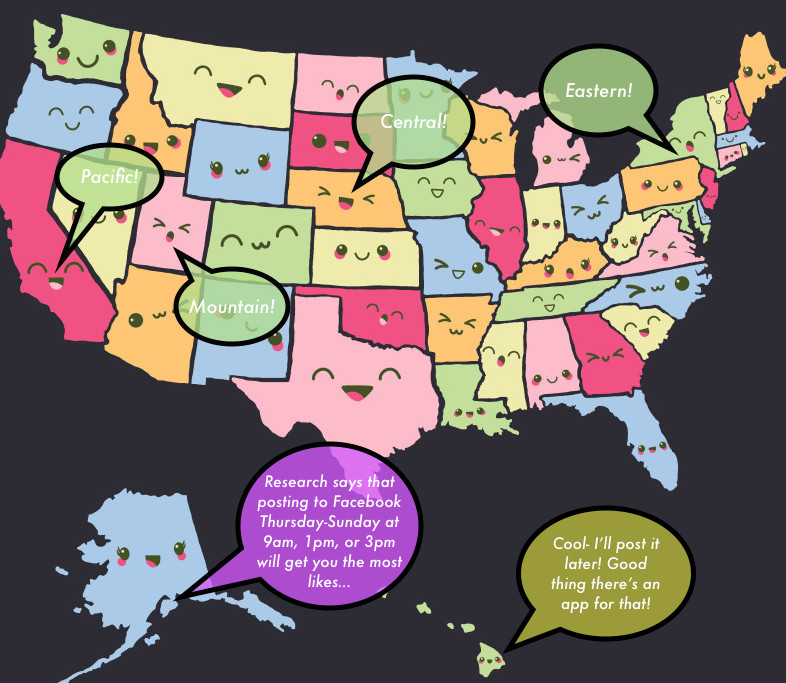 Eastern!
Central!
Pacific!
Mountain!
Research says that
posting to Facebook
Thursday-Sunday at
9am, 1pm, or 3pm
will get you the most
likes...
Cool- I'll post it
later! Good
thing there's an
app for that!